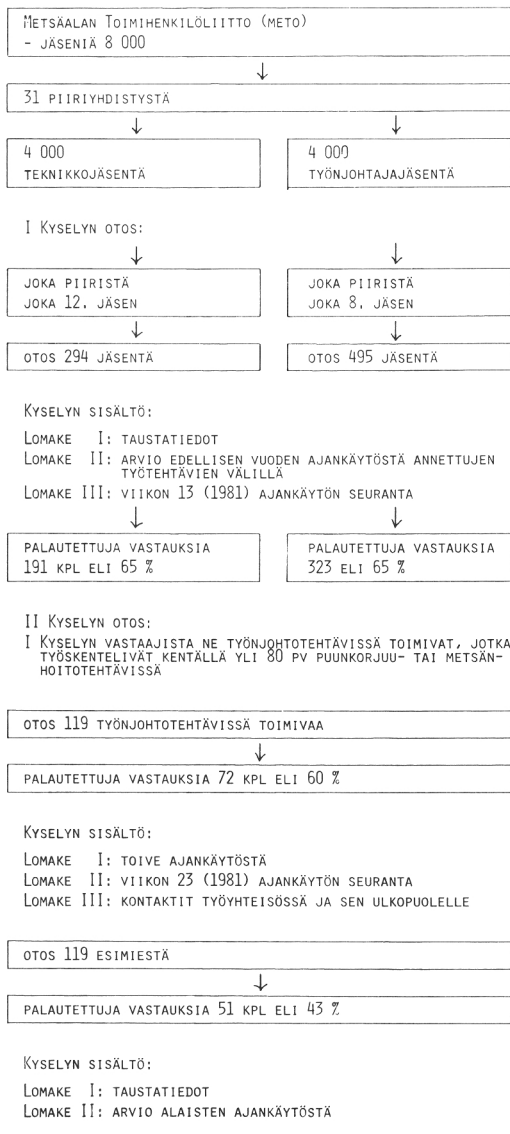 METSÄALAN TOIMIHENKILÖLIITTO (METO)
- JÄSENIÄ 8 000
31 PIIRIYHDISTYSTÄ
4 000
TEKNIKKOJÄSENTÄ
4 000
TYÖNJOHTAJAJÄSENTÄ
I KYSELYN OTOS:
JOKA PIIRISTÄ
JOKA 12. JÄSEN
JOKA PIIRISTÄ
JOKA 8. JÄSEN
OTOS 294 JÄSENTÄ
OTOS 495 JÄSENTÄ
KYSELYN SISÄLTÖ:
LOMAKE I: TAUSTATIEDOT
LOMAKE II: ARVIO EDELLISEN VUODEN AJANKÄYTÖSTÄ ANNETTUJEN
TYÖTEHTÄVIEN VÄLILLÄ
LOMAKE III: VIIKON 13 (1981) AJANKÄYTÖN SEURANTA
PALAUTETTUJA VASTAUKSIA
191 KPL ELI 65 %
PALAUTETTUJA VASTAUKSIA
323 ELI 65 %
II KYSELYN OTOS:
I KYSELYN VASTAAJISTA NE TYÖNJOHTOTEHTÄVISSÄ TOIMIVAT, JOTKA
TYÖSKENTELIVÄT KENTÄLLÄ YLI 80 PV PUUNKORJUU- TAI METSÄN-
HOITOTEHTÄVISSÄ
OTOS 119 TYÖNJOHTOTEHTÄVISSÄ TOIMIVAA
PALAUTETTUJA VASTAUKSIA 72 KPL ELI 60 %
KYSELYN SISÄLTÖ:
LOMAKE I: TOIVE AJANKÄYTÖSTÄ
LOMAKE II: VIIKON 23 (1981) AJANKÄYTÖN SEURANTA
LOMAKE III: KONTAKTIT TYÖYHTEISÖSSÄ JA SEN ULKOPUOLELLE
OTOS 119 ESIMIESTÄ
PALAUTETTUJA VASTAUKSIA 51 KPL ELI 43 %
KYSELYN SISÄLTÖ:
LOMAKE I: TAUSTATIEDOT
LOMAKE II: ARVIO ALAISTEN AJANKÄYTÖSTÄ